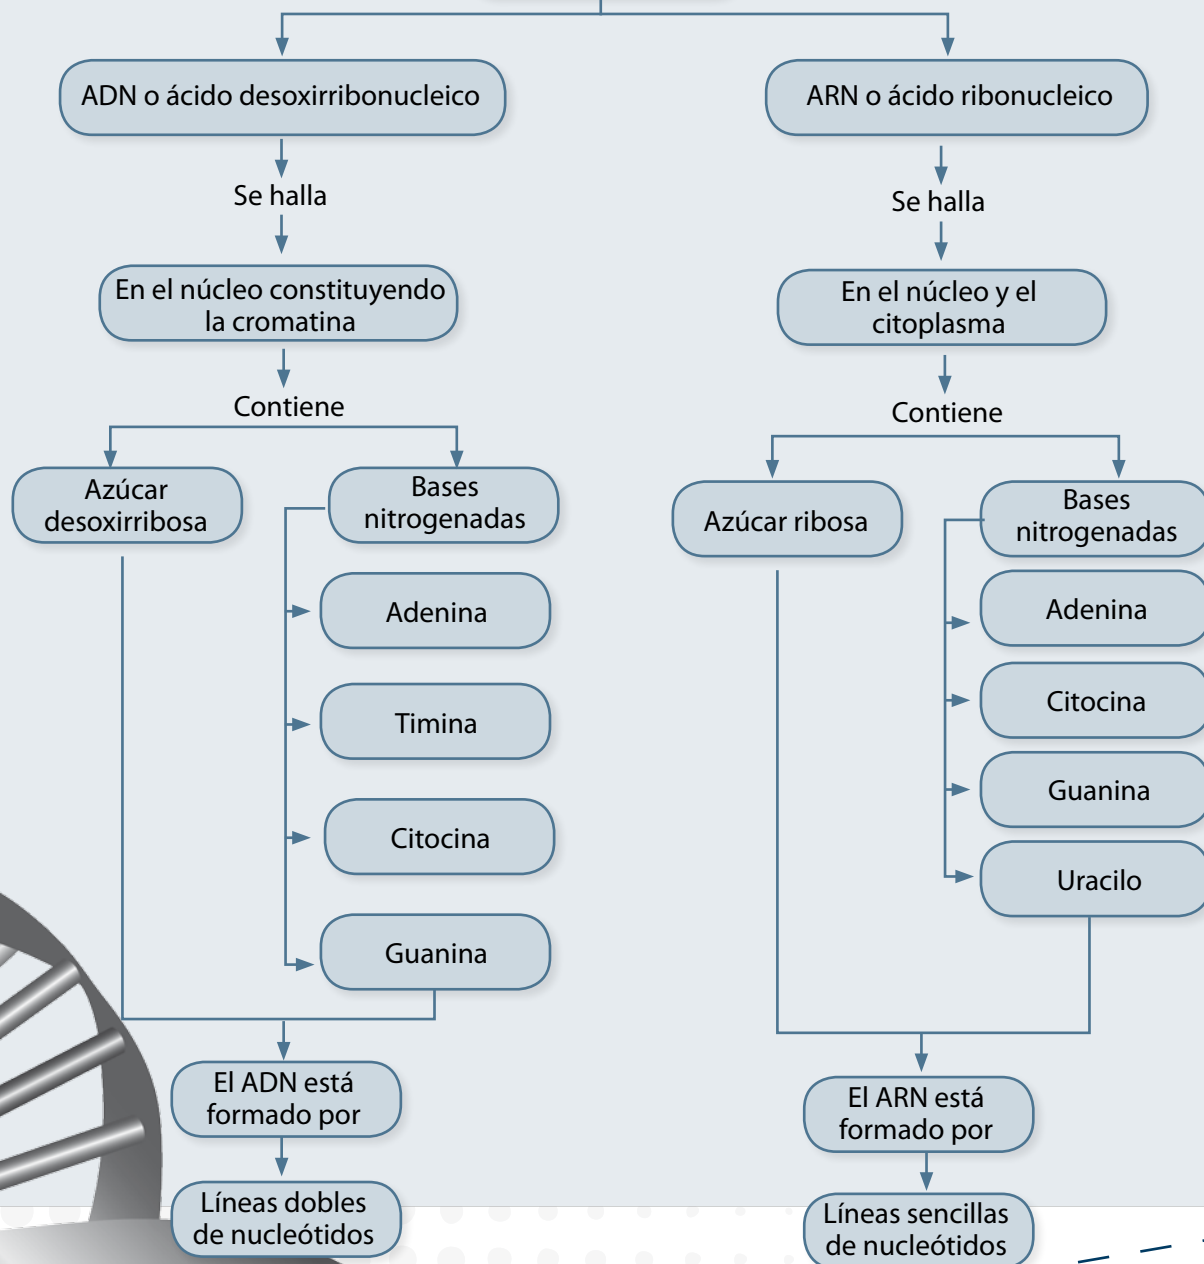 ADN o ácido desoxirribonucleico
Se halla
En el núcleo constituyendo
la cromatina
Contiene
Azúcar
desoxirribosa
Bases
nitrogenadas
Adenina
Timina
Citocina
Guanina
El ADN está
formado por
Líneas dobles
de nucleótidos
ARN o ácido ribonucleico
Se halla
En el núcleo y el
citoplasma
Contiene
Azúcar ribosa
Bases
nitrogenadas
Adenina
Citocina
Guanina
Uracilo
El ARN está
formado por
Líneas sencillas
de nucleótidos